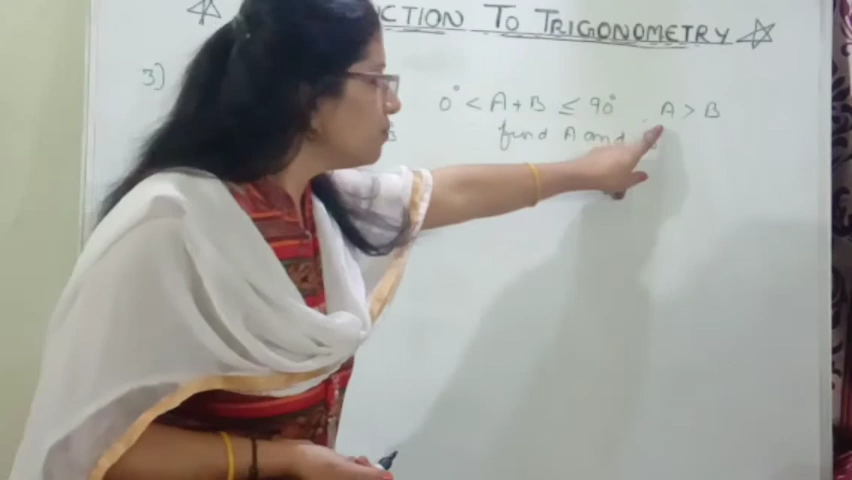 CTION TO TRIGONOMETRY
3) 0° < A + B ≤ 90° A > B
find A and B